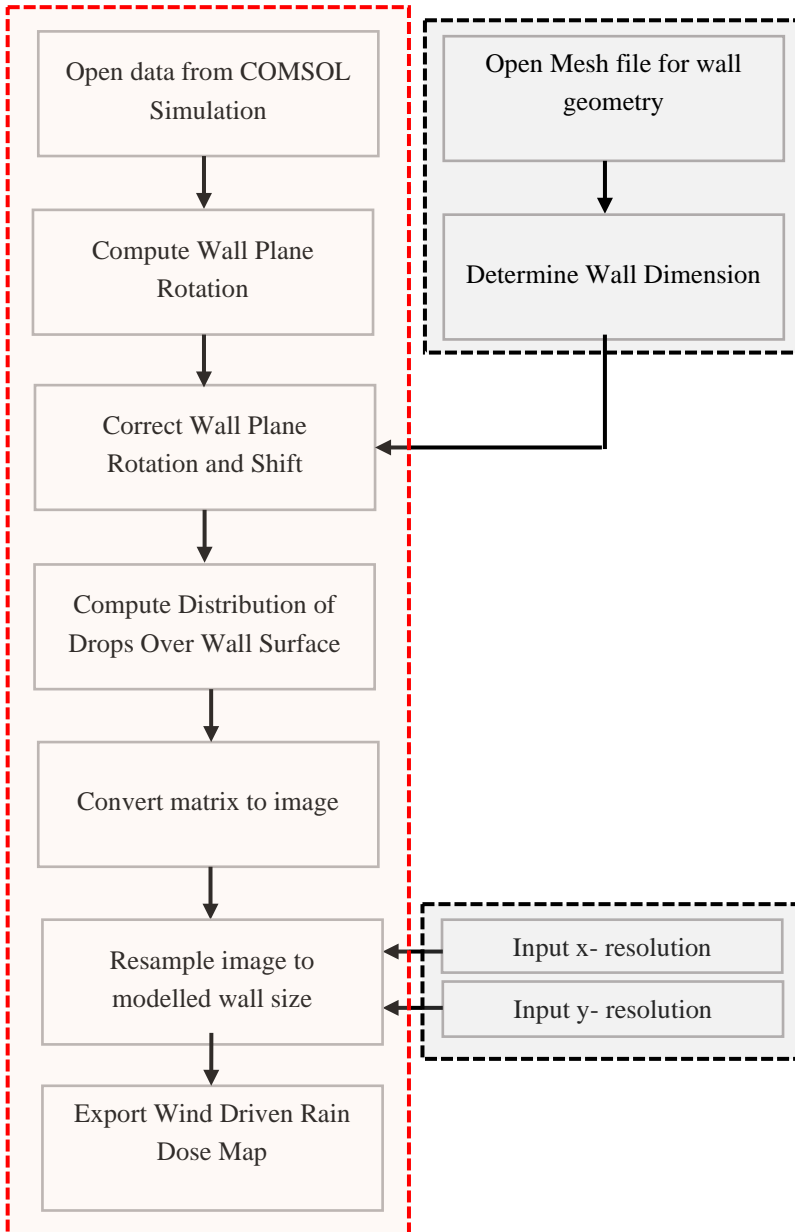 Open data from COMSOL
Simulation
Open Mesh file for wall
geometry
Compute Wall Plane
Rotation
Determine Wall Dimension
Correct Wall Plane
Rotation and Shift
Compute Distribution of
Drops Over Wall Surface
Convert matrix to image
Resample image to
modelled wall size
Input x- resolution
Input y- resolution
Export Wind Driven Rain
Dose Map